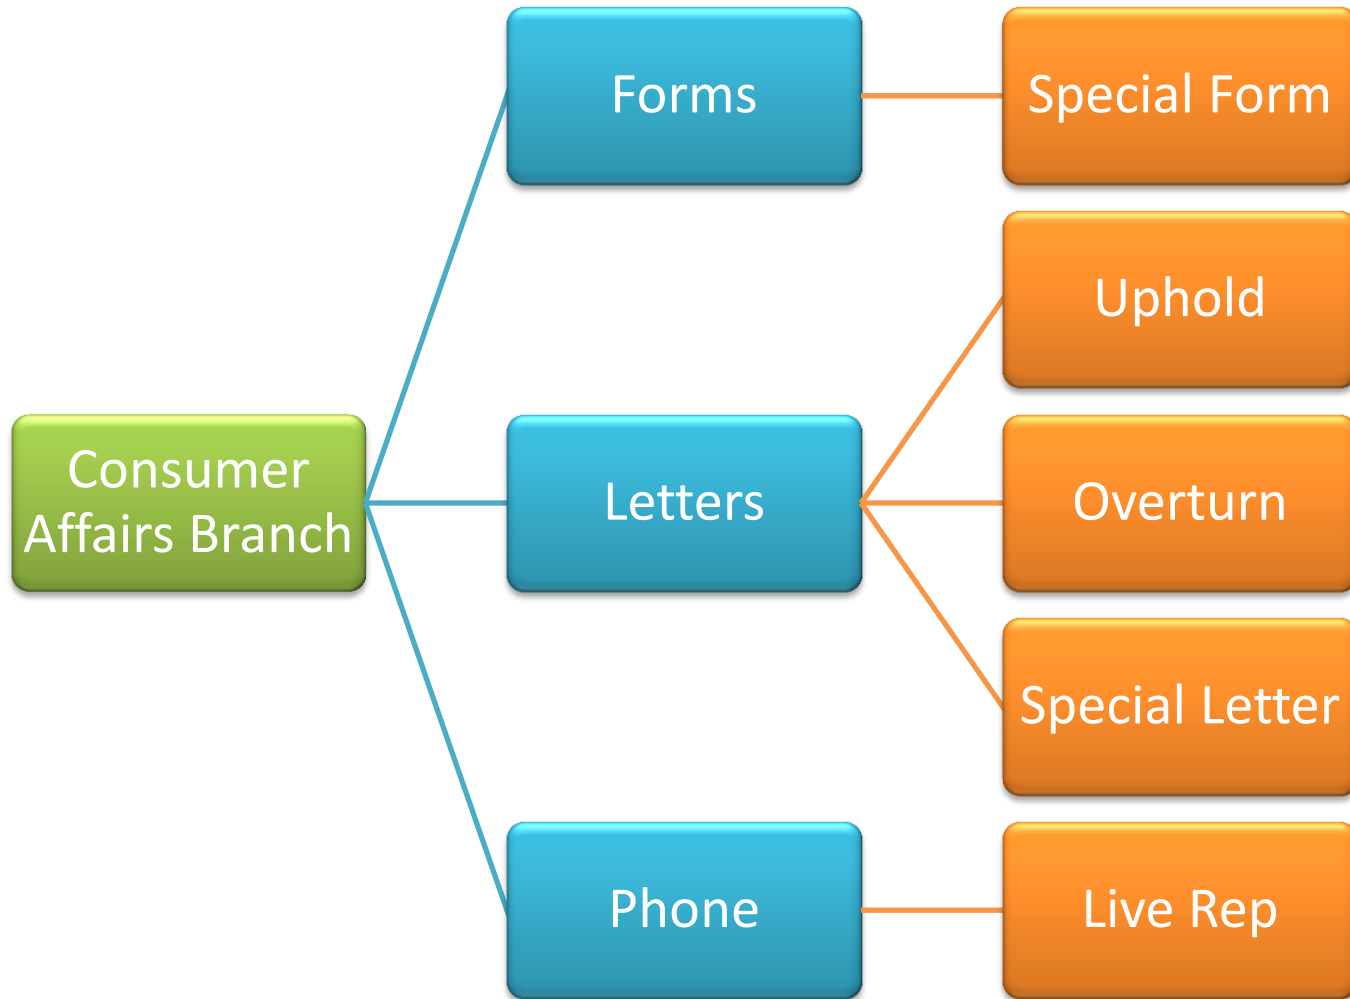 Forms
Special Form
Uphold
Consumer
Affairs Branch
Letters
Overturn
Special Letter
Phone
Live Rep